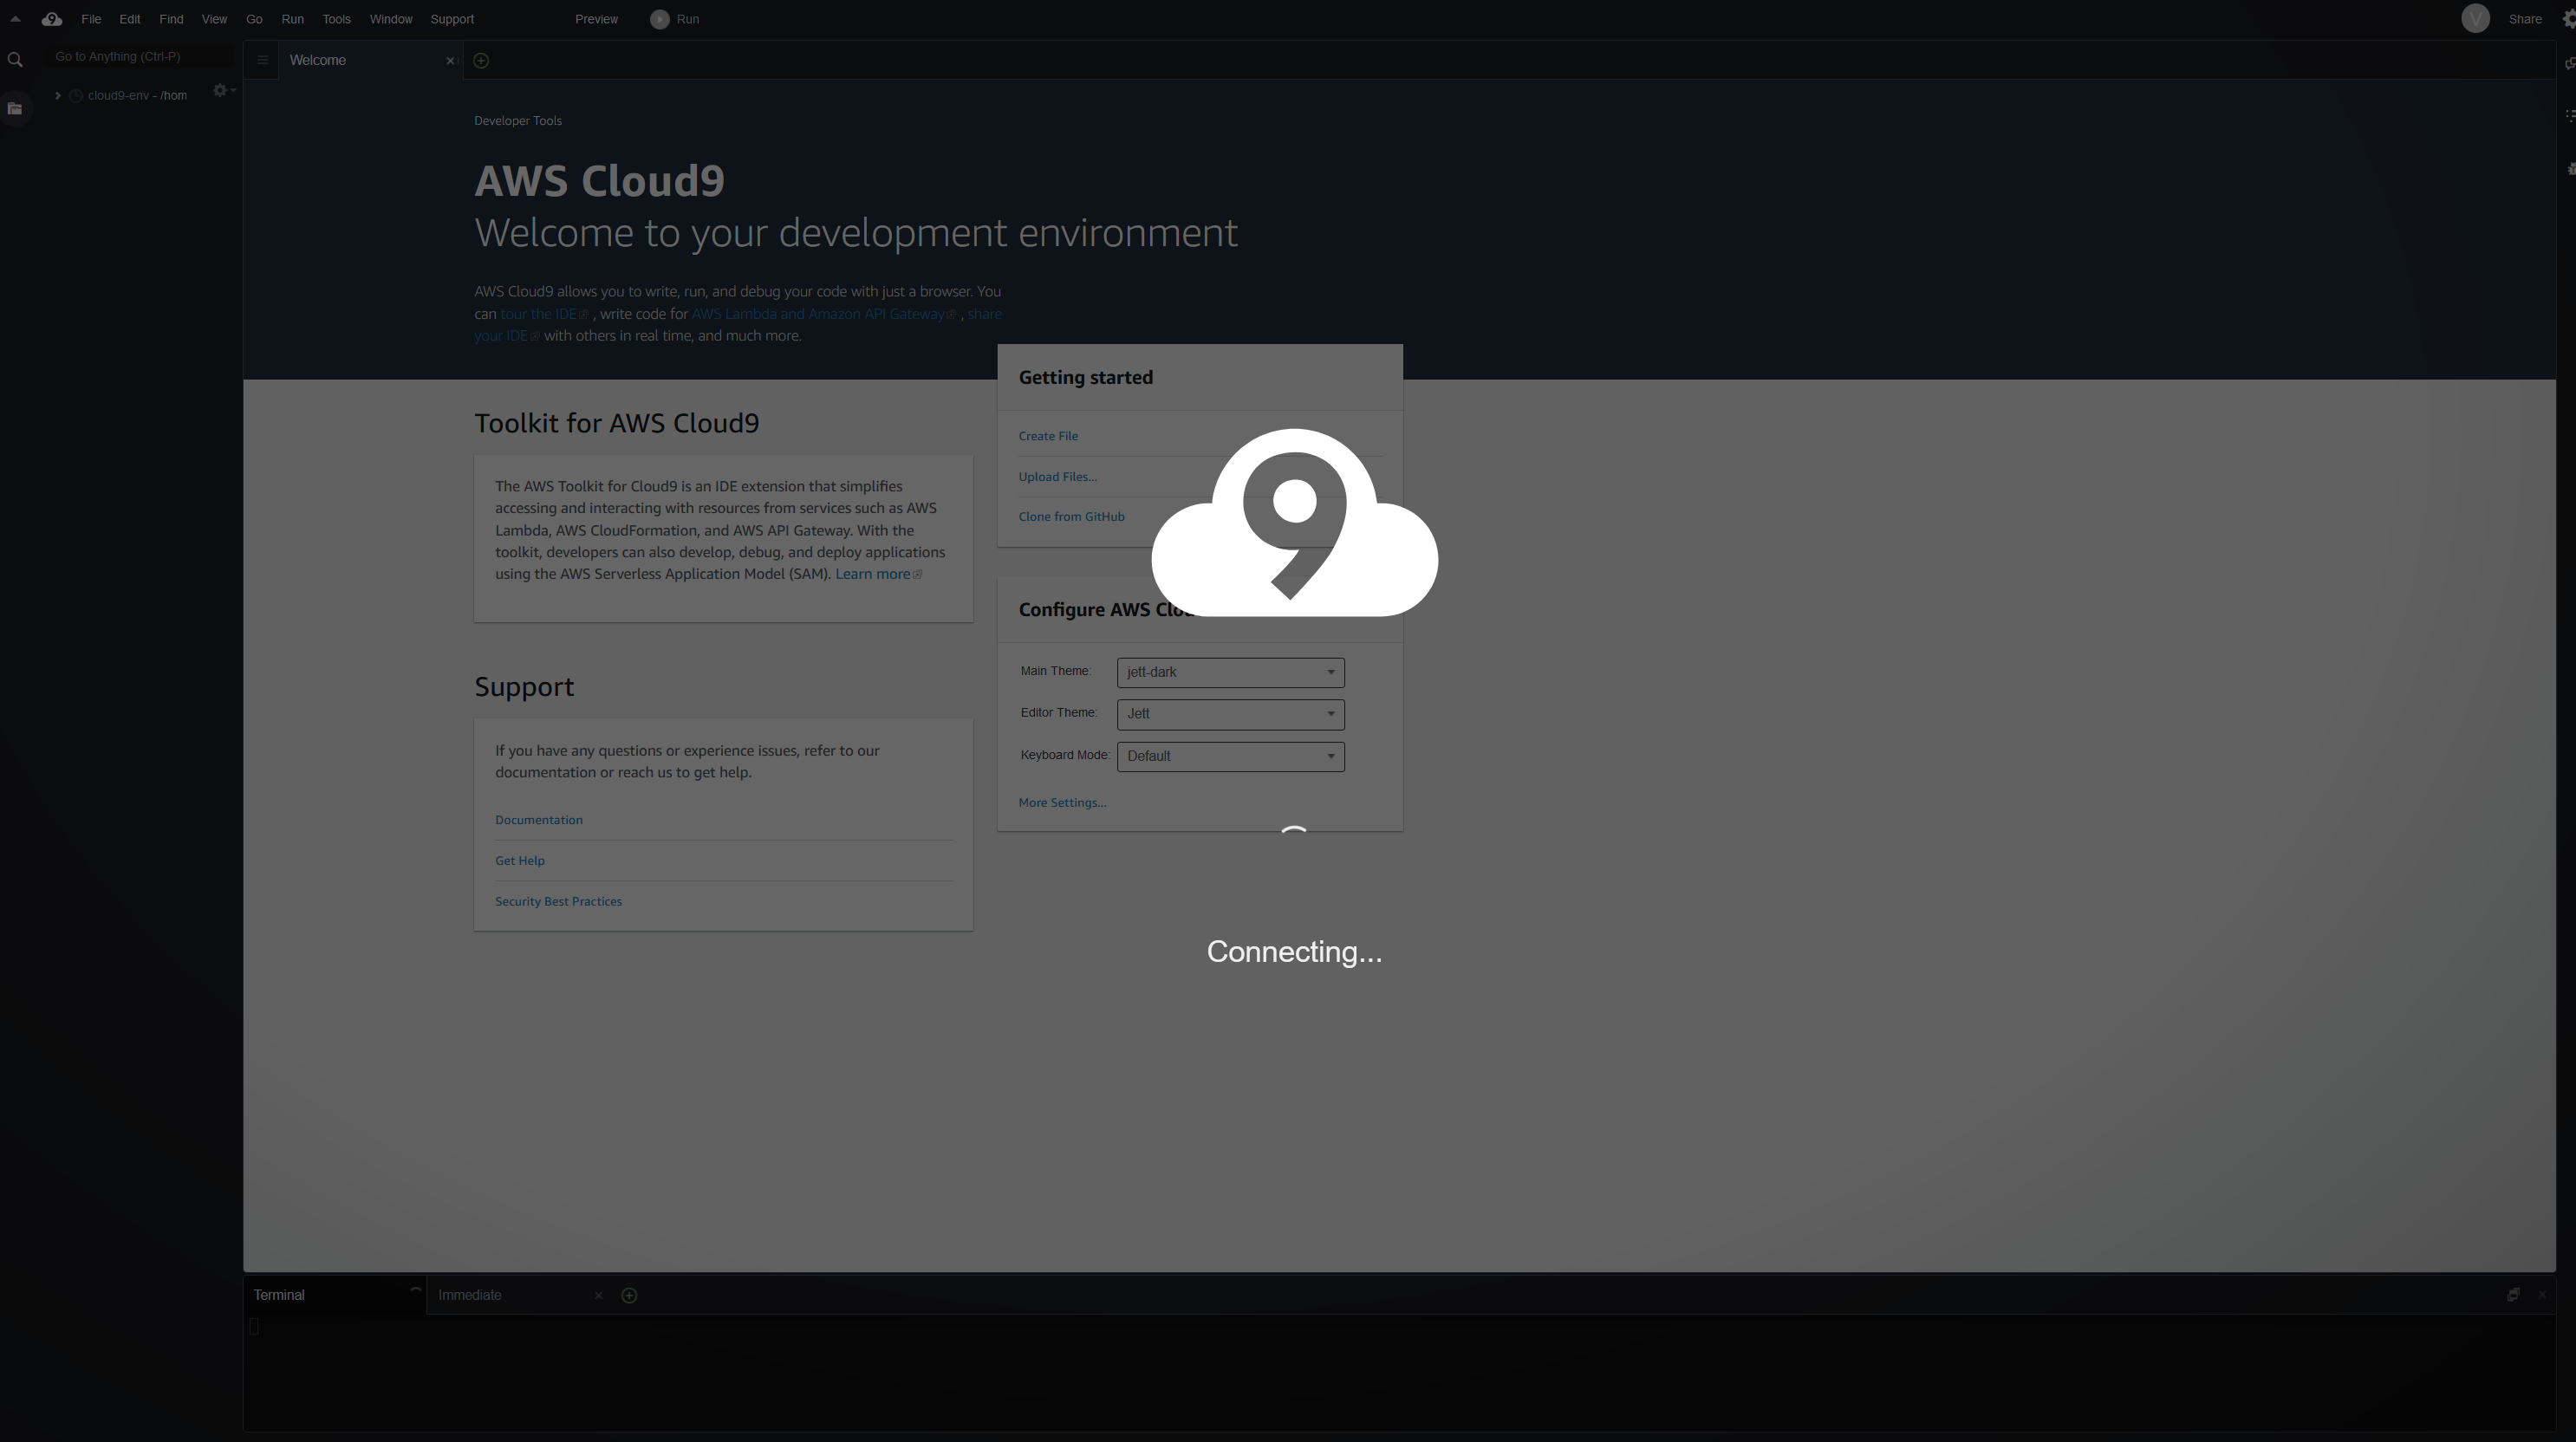 File Edit Find View Go Run Tools Window Support Preview Run V Share
Go to Anything (Ctrl-P)
cloud9-env - /hom
Welcome
Developer Tools
AWS Cloud9
Welcome to your development environment
AWS Cloud9 allows you to write, run, and debug your code with just a browser. You
can tour the IDE , write code for AWS Lambda and Amazon API Gateway , share
your IDE with others in real time, and much more.
Toolkit for AWS Cloud9
The AWS Toolkit for Cloud9 is an IDE extension that simplifies
accessing and interacting with resources from services such as AWS
Lambda, AWS CloudFormation, and AWS API Gateway. With the
toolkit, developers can also develop, debug, and deploy applications
using the AWS Serverless Application Model (SAM). Learn more
Support
If you have any questions or experience issues, refer to our
documentation or reach us to get help.
Documentation
Get Help
Security Best Practices
Getting started
Create File
Upload Files...
Clone from GitHub
9
Configure AWS
Main Theme: jett-dark
Editor Theme: Jett
Keyboard Mode: Default
More Settings...
Connecting...
Terminal Immediate